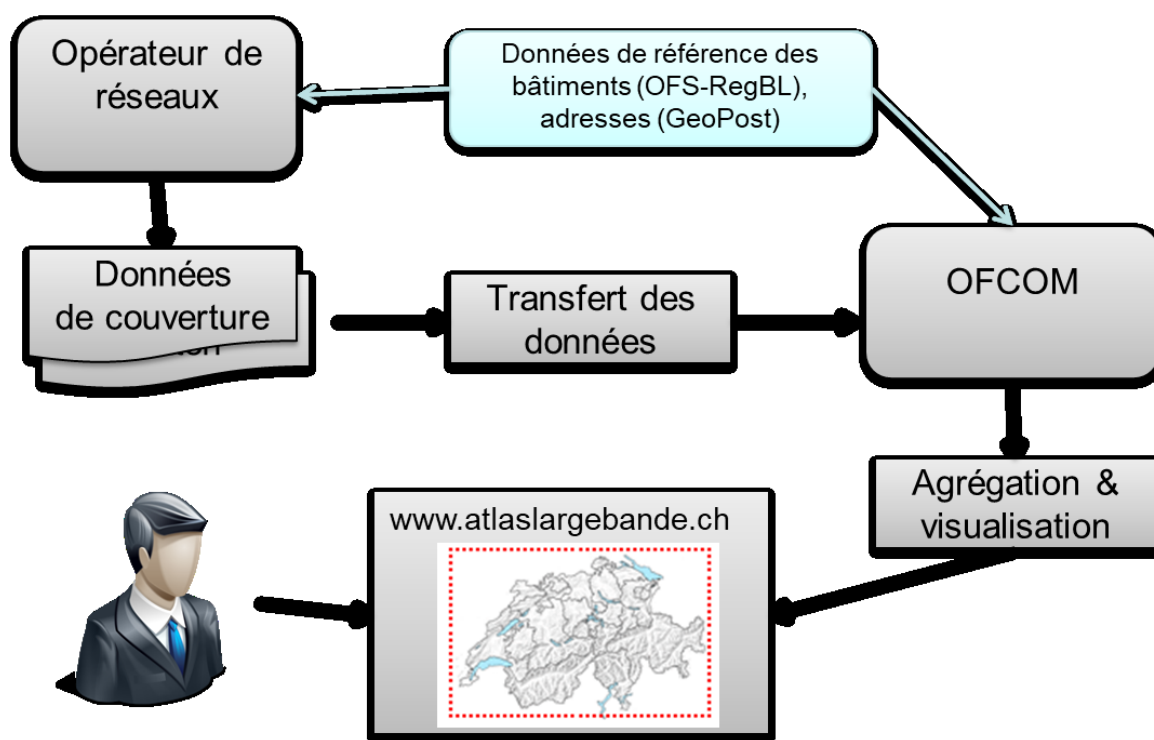 Opérateur de
réseaux
Données de référence des
bâtiments (OFS-RegBL),
adresses (GeoPost)
Données
de couverture
Transfert des
données
OFCOM
Agrégation &
visualisation
www.atlaslargebande.ch